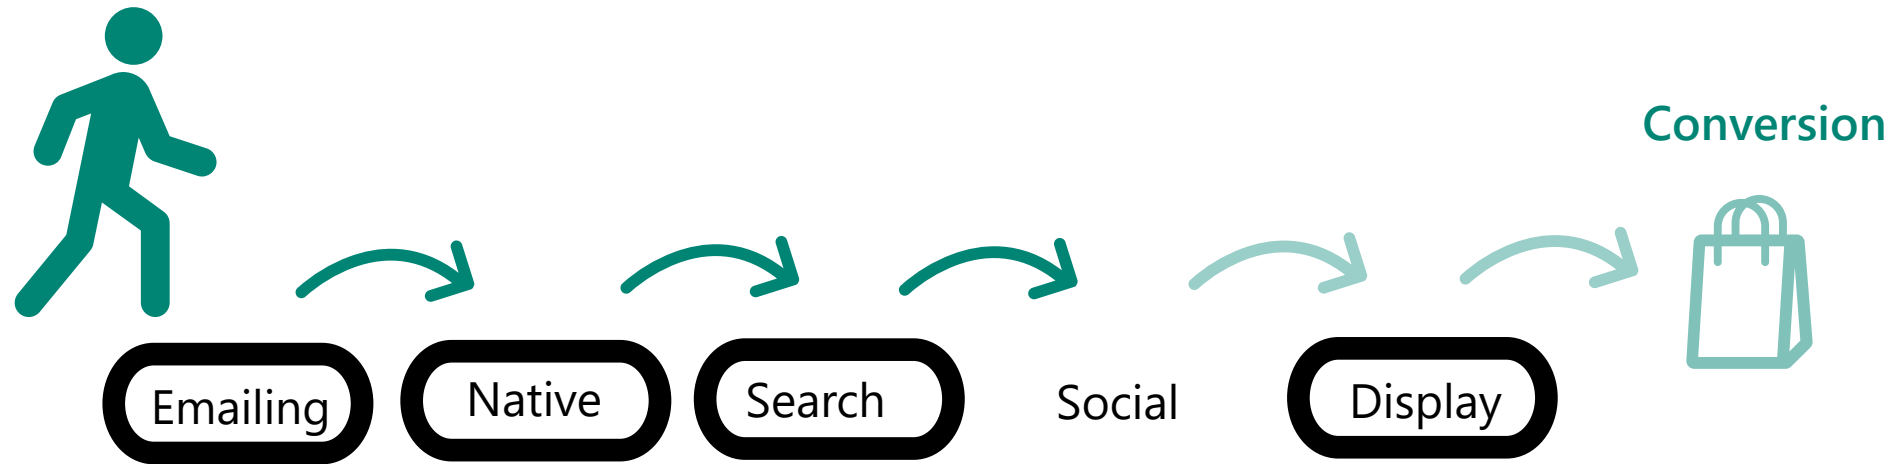 Conversion
Emailing
Native
Search
Social
Display